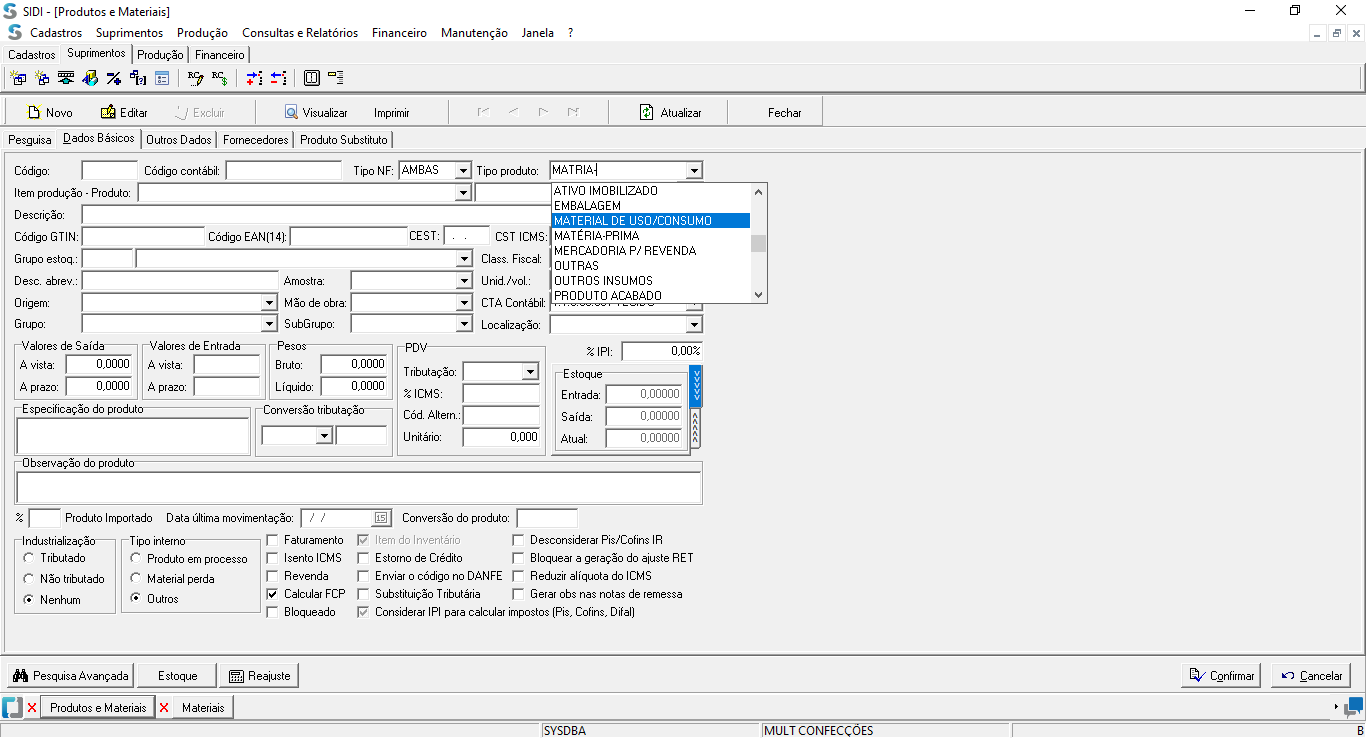 SIDI - [Produtos e Materiais]
Cadastros Suprimentos Produção Consultas e Relatórios Financeiro Manutenção Janela ?
Cadastros Suprimentos Produção Financeiro
Novo Editar Excluir Visualizar Imprimir Atualizar Fechar
Pesquisa Dados Básicos Outros Dados Fornecedores Produto Substituto
Código: Código contábil: Tipo NF: AMBAS Tipo produto: MATRIA-
Item produção - Produto:
ATIVO IMOBILIZADO
EMBALAGEM
MATERIAL DE USO/CONSUMO
MATÉRIA-PRIMA
MERCADORIA P/ REVENDA
OUTRAS
OUTROS INSUMOS
PRODUTO ACABADO
Descrição:
Código GTIN: Código EAN(14): CEST: . . CST ICMS:
Grupo estoq.: Class. Fiscal:
Desc. abrev.: Amostra: Unid./vol.:
Origem: Mão de obra: CTA Contábil:
Grupo: SubGrupo: Localização:
Valores de Saída Valores de Entrada Pesos PDV % IPI: 0,00%
A vista: 0,0000 A vista: Bruto: 0,0000 Tributação:
A prazo: 0,0000 A prazo: Líquido: 0,0000 % ICMS:
Estoque
Entrada: 0,00000
Saída: 0,00000
Atual: 0,00000
Especificação do produto Conversão tributação Cód. Altern.:
Unitário: 0,000
Observação do produto
% Produto Importado Data última movimentação: / / 15 Conversão do produto:
Industrialização Tipo interno
Tributado Produto em processo
Não tributado Material perda
Nenhum Outros
Faturamento Item do Inventário Desconsiderar Pis/Cofins IR
Isento ICMS Estorno de Crédito Bloquear a geração do ajuste RET
Revenda Enviar o código no DANFE Reduzir alíquota do ICMS
Calcular FCP Substituição Tributária Gerar obs nas notas de remessa
Bloqueado Considerar IPI para calcular impostos (Pis, Cofins, Difal)
Pesquisa Avançada Estoque Reajuste Confirmar Cancelar
Produtos e Materiais Materiais
SYSDBA MULT CONFECÇÕES B